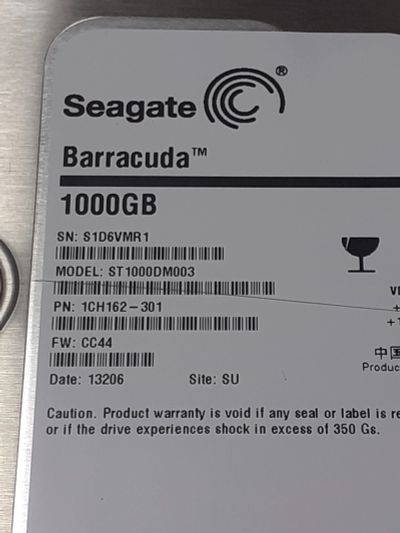 Seagate ®
Barracuda™
1000GB
SN: S1D6VMR1
MODEL: ST1000DM003
PN: 1CH162-301
FW: CC44
Date: 13206 Site: SU
中国
Produc
Caution. Product warranty is void if any seal or label is re
or if the drive experiences shock in excess of 350 Gs.